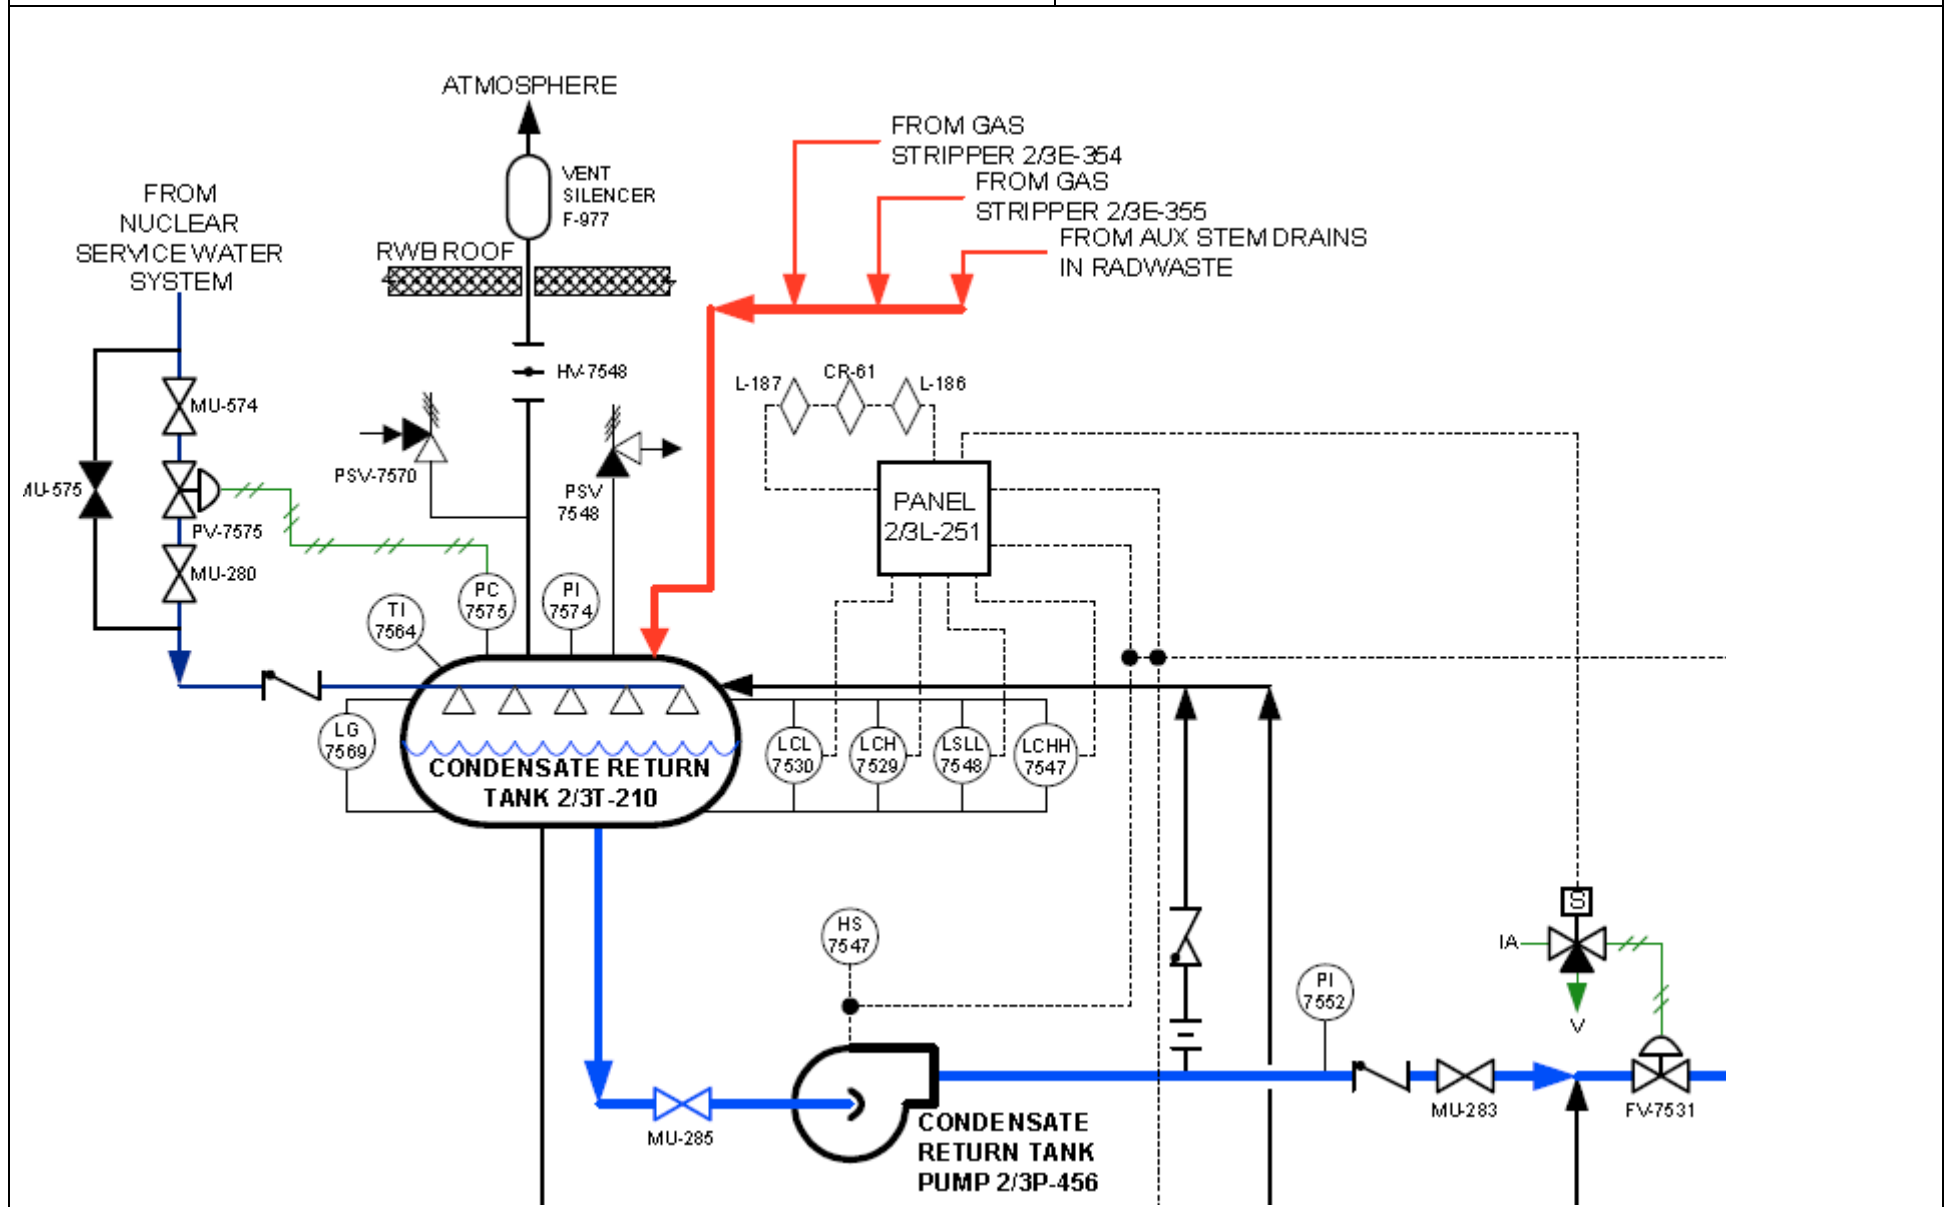 ATMOSPHERE
FROM GAS
STRIPPER 2/3E-354
FROM GAS
STRIPPER 2/3E-355
FROM AUX STEM DRAINS
IN RADWASTE
VENT
SILENCER
F-977
FROM
NUCLEAR
SERVICE WATER
SYSTEM
RWB ROOF
HV-7548
L-187
CR-61
L-186
MU-574
MU-575
PV-7575
MU-280
PSV-7570
PSV
7548
PANEL
2/3L-251
TI
7564
PC
7575
PI
7574
LG
7569
CONDENSATE RETURN
TANK 2/3T-210
LCL
7530
LCH
7529
LSLL
7548
LCHH
7547
HS
7547
S
IA
V
PI
7552
MU-285
MU-283
FV-7531
CONDENSATE
RETURN TANK
PUMP 2/3P-456